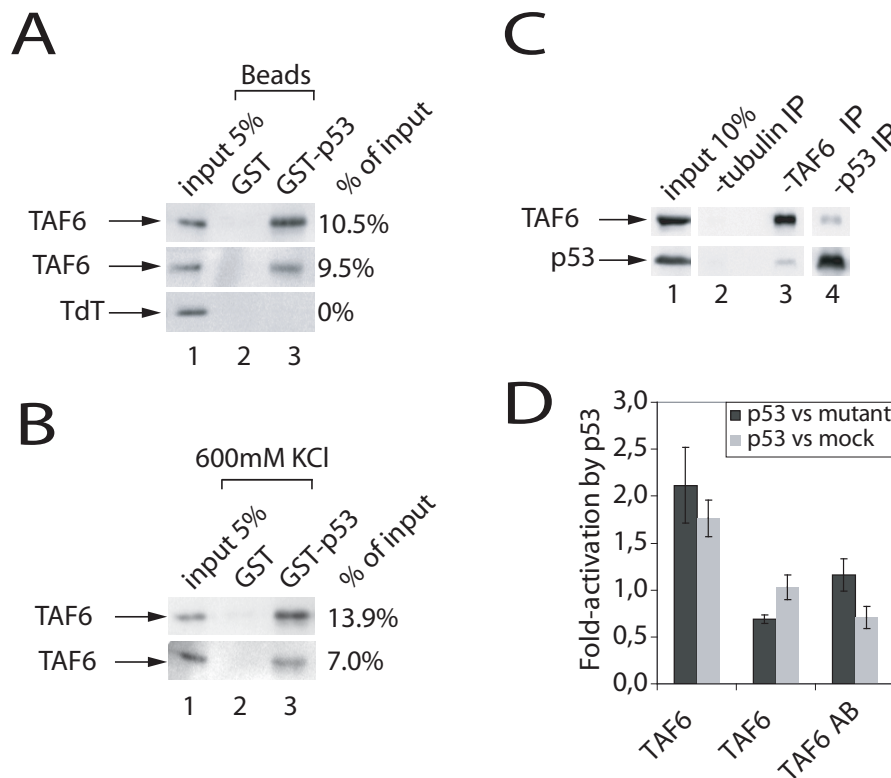 A
Beads
input 5%
GST
GST-p53
% of input
TAF6
10.5%
TAF6
9.5%
TdT
0%
1 2 3
B
600mM KCl
input 5%
GST
GST-p53
% of input
TAF6
13.9%
TAF6
7.0%
1 2 3
C
input 10%
-tubulin IP
-TAF6 IP
-p53 IP
TAF6
p53
1 2 3 4
D
Fold-activation by p53
3,0
2,5
2,0
1,5
1,0
0,5
0,0
p53 vs mutant
p53 vs mock
TAF6
TAF6
TAF6 AB